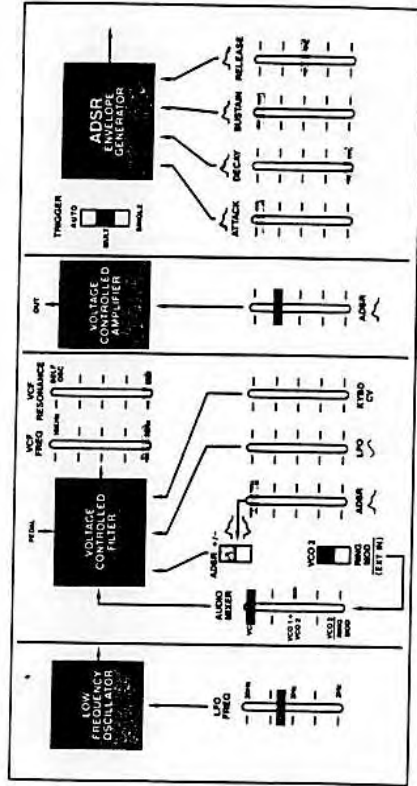 LOW
FREQUENCY
OSCILLATOR
LFO
FREQ
PEDAL
VOLTAGE
CONTROLLED
FILTER
VCF
FREQ
VCF
RESONANCE
SELF
OSC
AUDIO
MIXER
VCO 1 +
VCO 2
VCO 2
RING
MOD
ADSR +/−
VCO 2
RING
MOD
(EXT IN)
ADSR
LFO
KYBD
CV
OUT
VOLTAGE
CONTROLLED
AMPLIFIER
ADSR
TRIGGER
AUTO
MULT
SINGLE
ADSR
ENVELOPE
GENERATOR
ATTACK
DECAY
SUSTAIN
RELEASE